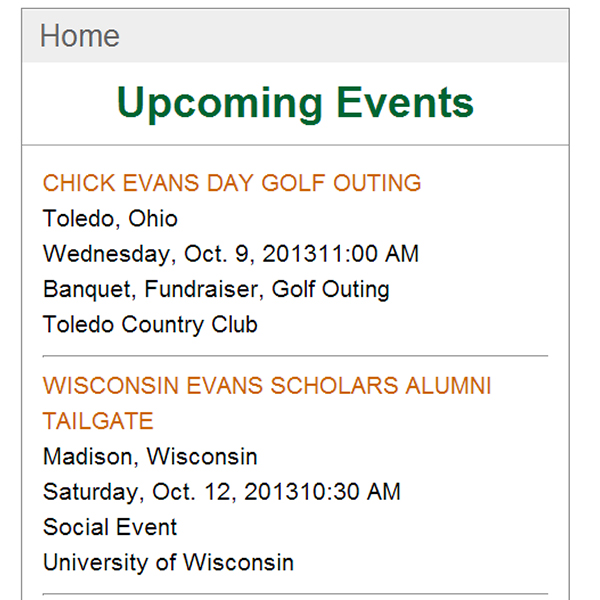 Home
Upcoming Events
CHICK EVANS DAY GOLF OUTING
Toledo, Ohio
Wednesday, Oct. 9, 201311:00 AM
Banquet, Fundraiser, Golf Outing
Toledo Country Club
WISCONSIN EVANS SCHOLARS ALUMNI
TAILGATE
Madison, Wisconsin
Saturday, Oct. 12, 201310:30 AM
Social Event
University of Wisconsin